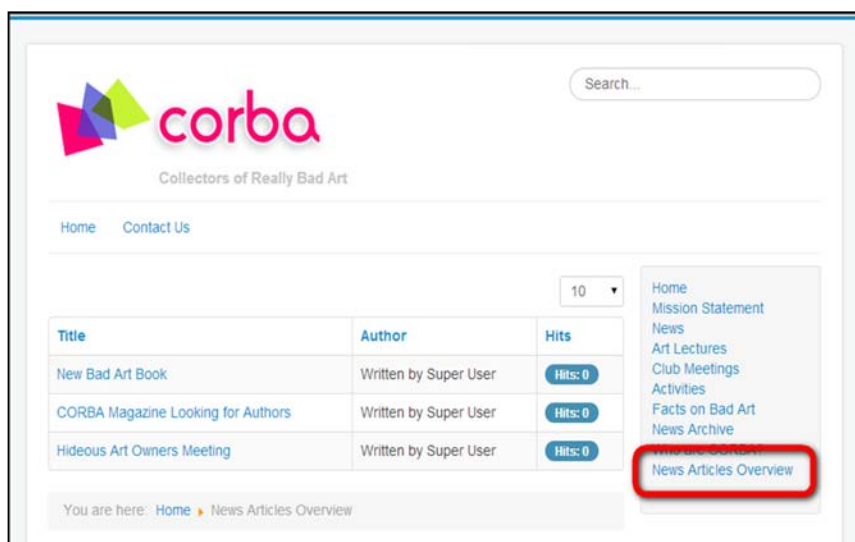 Search...
corba
Collectors of Really Bad Art
Home Contact Us
10
Title Author Hits
New Bad Art Book Written by Super User Hits: 0
CORBA Magazine Looking for Authors Written by Super User Hits: 0
Hideous Art Owners Meeting Written by Super User Hits: 0
You are here: Home News Articles Overview
Home
Mission Statement
News
Art Lectures
Club Meetings
Activities
Facts on Bad Art
News Archive
Who are CORBA?
News Articles Overview